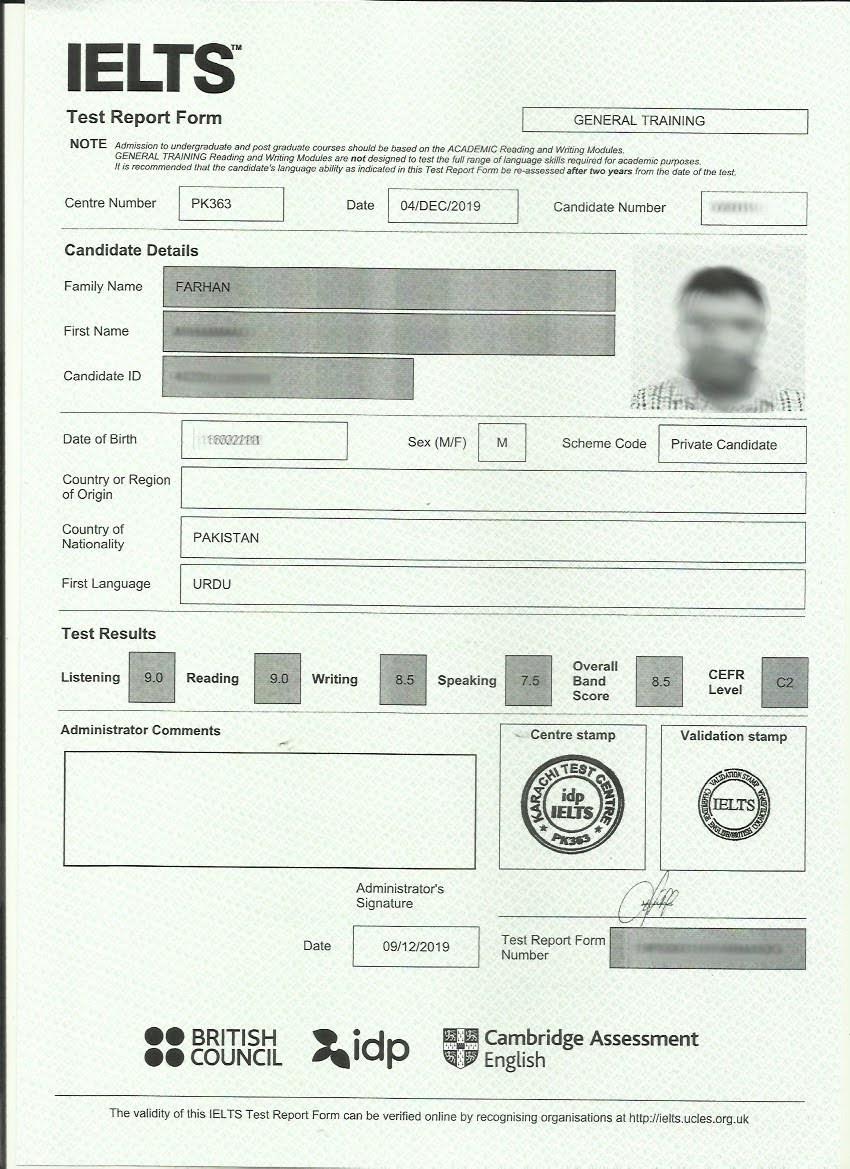 IELTS™
Test Report Form
GENERAL TRAINING
NOTE Admission to undergraduate and post graduate courses should be based on the ACADEMIC Reading and Writing Modules.
GENERAL TRAINING Reading and Writing Modules are not designed to test the full range of language skills required for academic purposes.
It is recommended that the candidate's language ability as indicated in this Test Report Form be re-assessed after two years from the date of the test.
Centre Number PK363 Date 04/DEC/2019 Candidate Number
Candidate Details
Family Name FARHAN
First Name
Candidate ID
Date of Birth Sex (M/F) M Scheme Code Private Candidate
Country or Region
of Origin
Country of
Nationality PAKISTAN
First Language URDU
Test Results
Listening 9.0 Reading 9.0 Writing 8.5 Speaking 7.5 Overall Band Score 8.5 CEFR Level C2
Administrator Comments
Centre stamp
KARACHI TEST CENTRE
idp
IELTS
PK363
Validation stamp
VALIDATION STAMP
IELTS
Administrator's
Signature
Date 09/12/2019
Test Report Form
Number
BRITISH
COUNCIL
idp
Cambridge Assessment
English
The validity of this IELTS Test Report Form can be verified online by recognising organisations at http://ielts.ucles.org.uk